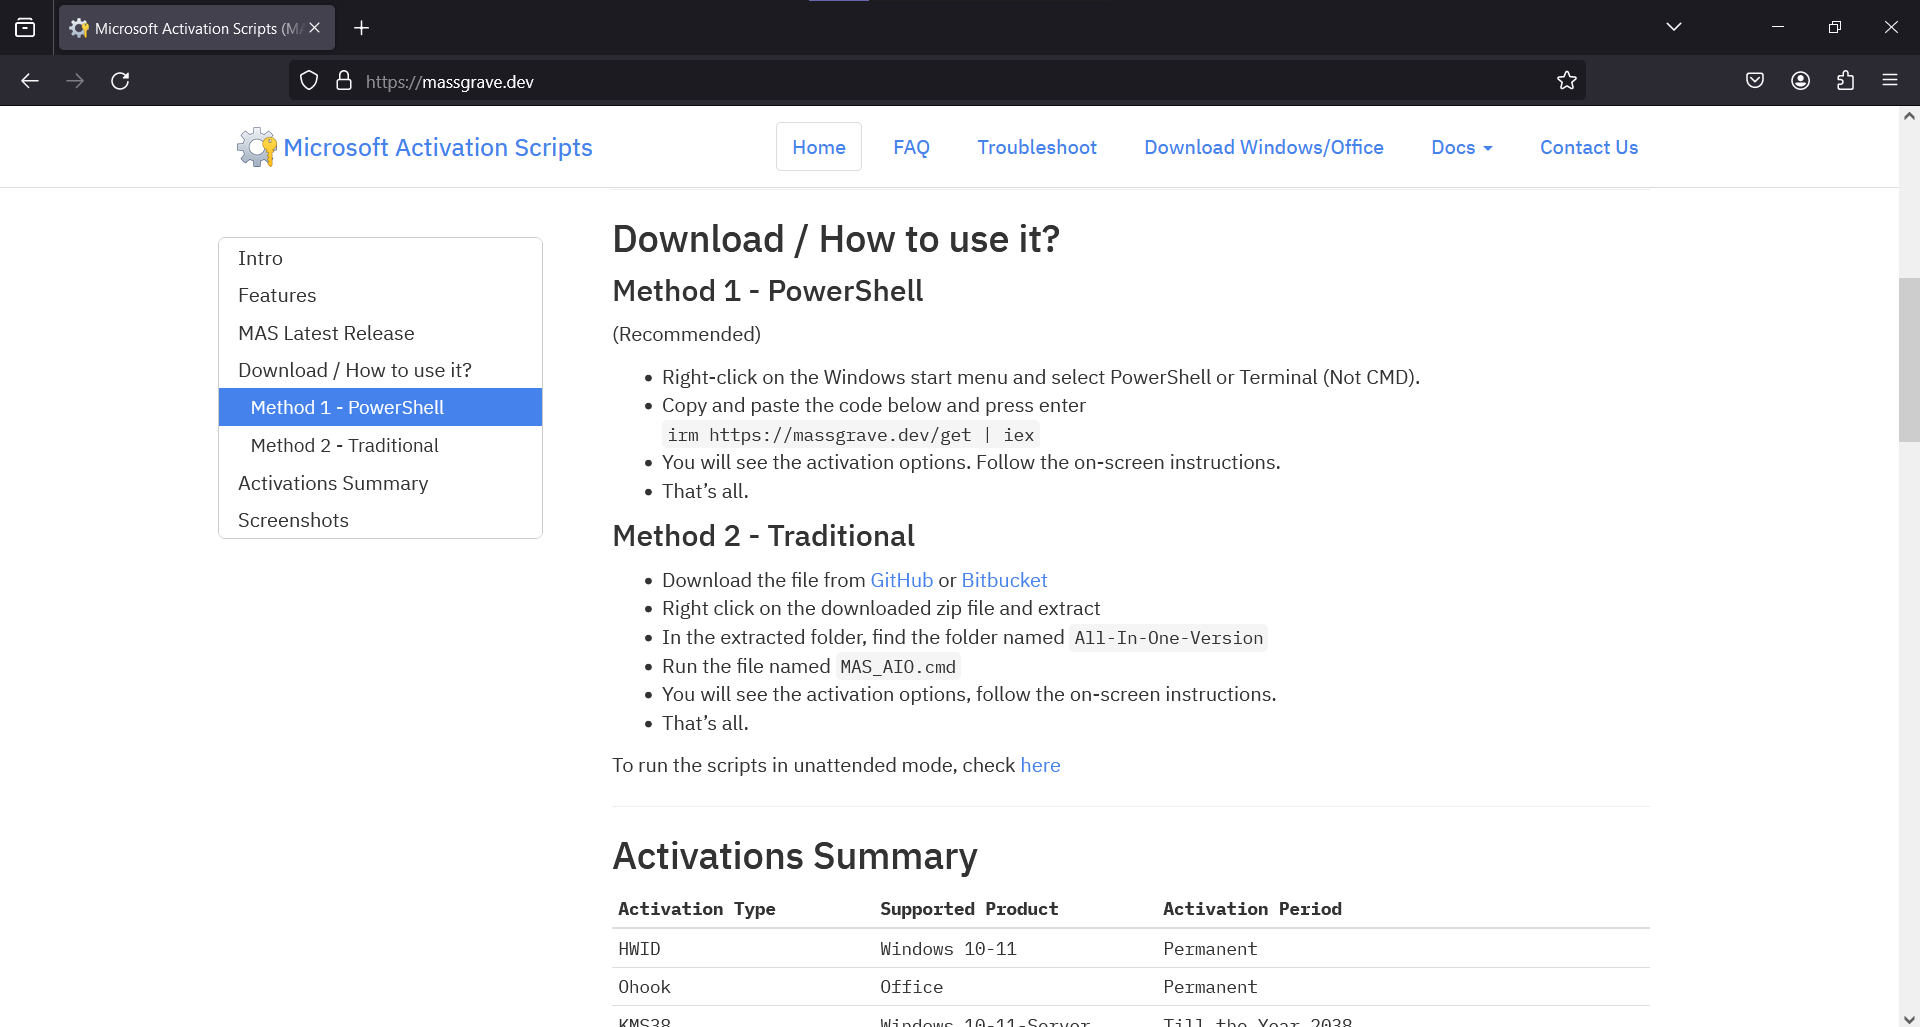 Microsoft Activation Scripts (MA
https://massgrave.dev
Microsoft Activation Scripts
Home
FAQ
Troubleshoot
Download Windows/Office
Docs
Contact Us
Intro
Features
MAS Latest Release
Download / How to use it?
Method 1 - PowerShell
Method 2 - Traditional
Activations Summary
Screenshots
Download / How to use it?
Method 1 - PowerShell
(Recommended)
• Right-click on the Windows start menu and select PowerShell or Terminal (Not CMD).
• Copy and paste the code below and press enter
irm https://massgrave.dev/get | iex
• You will see the activation options. Follow the on-screen instructions.
• That’s all.
Method 2 - Traditional
• Download the file from GitHub or Bitbucket
• Right click on the downloaded zip file and extract
• In the extracted folder, find the folder named All-In-One-Version
• Run the file named MAS_AIO.cmd
• You will see the activation options, follow the on-screen instructions.
• That’s all.
To run the scripts in unattended mode, check here
Activations Summary
Activation Type Supported Product Activation Period
HWID Windows 10-11 Permanent
Ohook Office Permanent
KMS38 Windows 10-11-Server Till the Year 2038